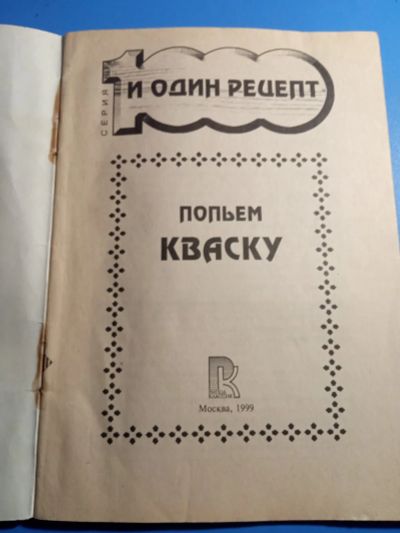 СЕРИЯ
1000 И ОДИН РЕЦЕПТ
ПОПЬЕМ
КВАСКУ
Москва, 1999